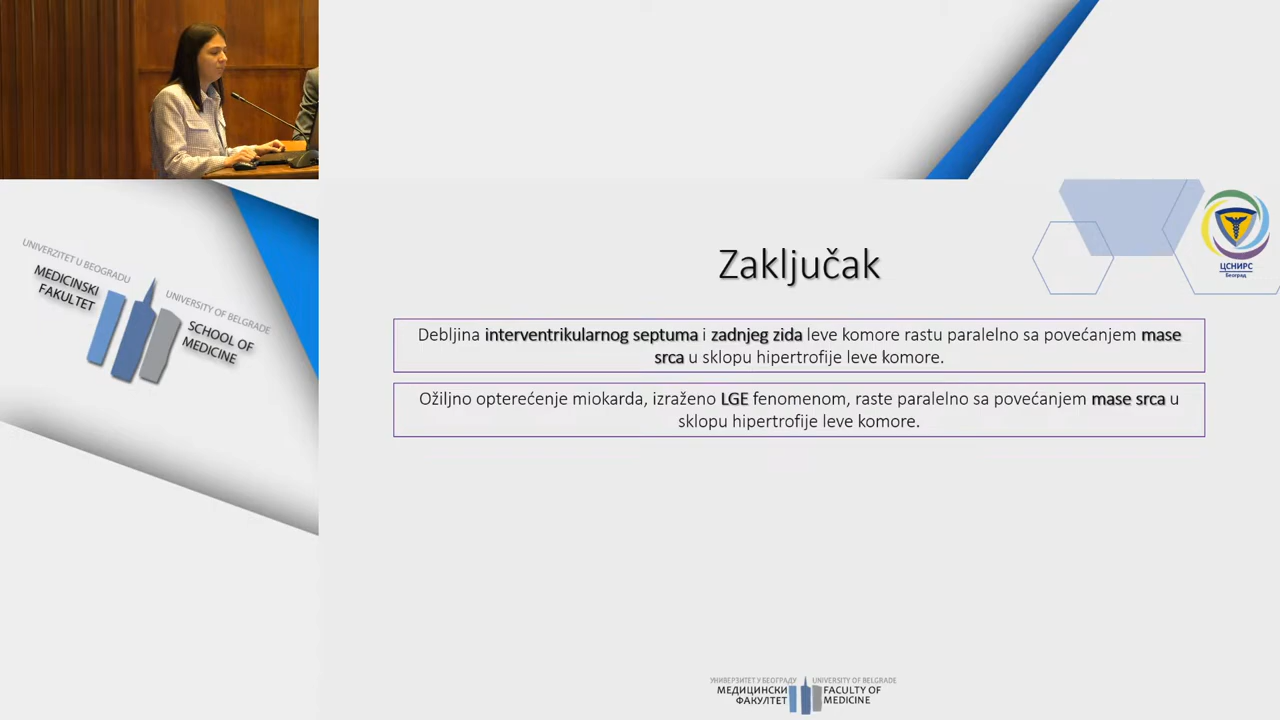 UNIVERZITET U BEOGRADU
MEDICINSKI
FAKULTET
UNIVERSITY OF BELGRADE
SCHOOL OF
MEDICINE
ЦСНИРС
Београд
Zaključak
Debljina interventrikularnog septuma i zadnjeg zida leve komore rastu paralelno sa povećanjem mase
srca u sklopu hipertrofije leve komore.
Ožiljno opterećenje miokarda, izraženo LGE fenomenom, raste paralelno sa povećanjem mase srca u
sklopu hipertrofije leve komore.
УНИВЕРЗИТЕТ У БЕОГРАДУ
МЕДИЦИНСКИ
ФАКУЛТЕТ
UNIVERSITY OF BELGRADE
FACULTY OF
MEDICINE